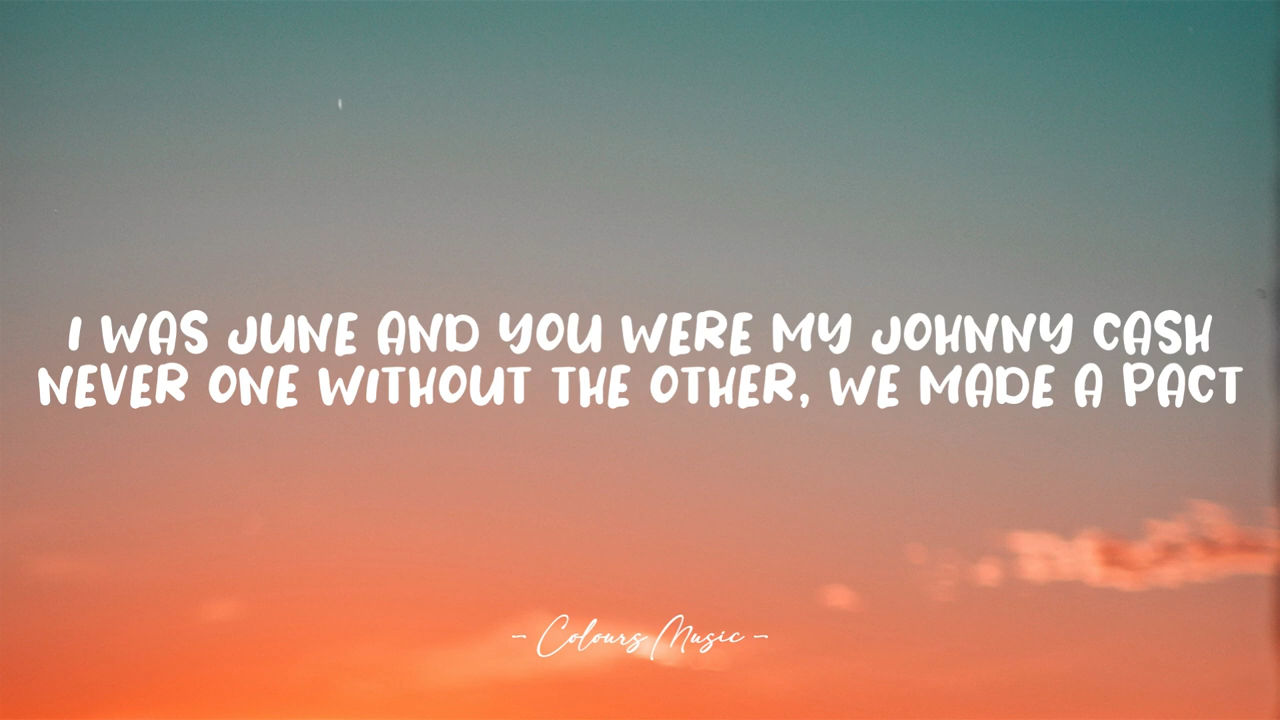 I WAS JUNE AND YOU WERE MY JOHNNY CASH
NEVER ONE WITHOUT THE OTHER, WE MADE A PACT
- Colours Music -